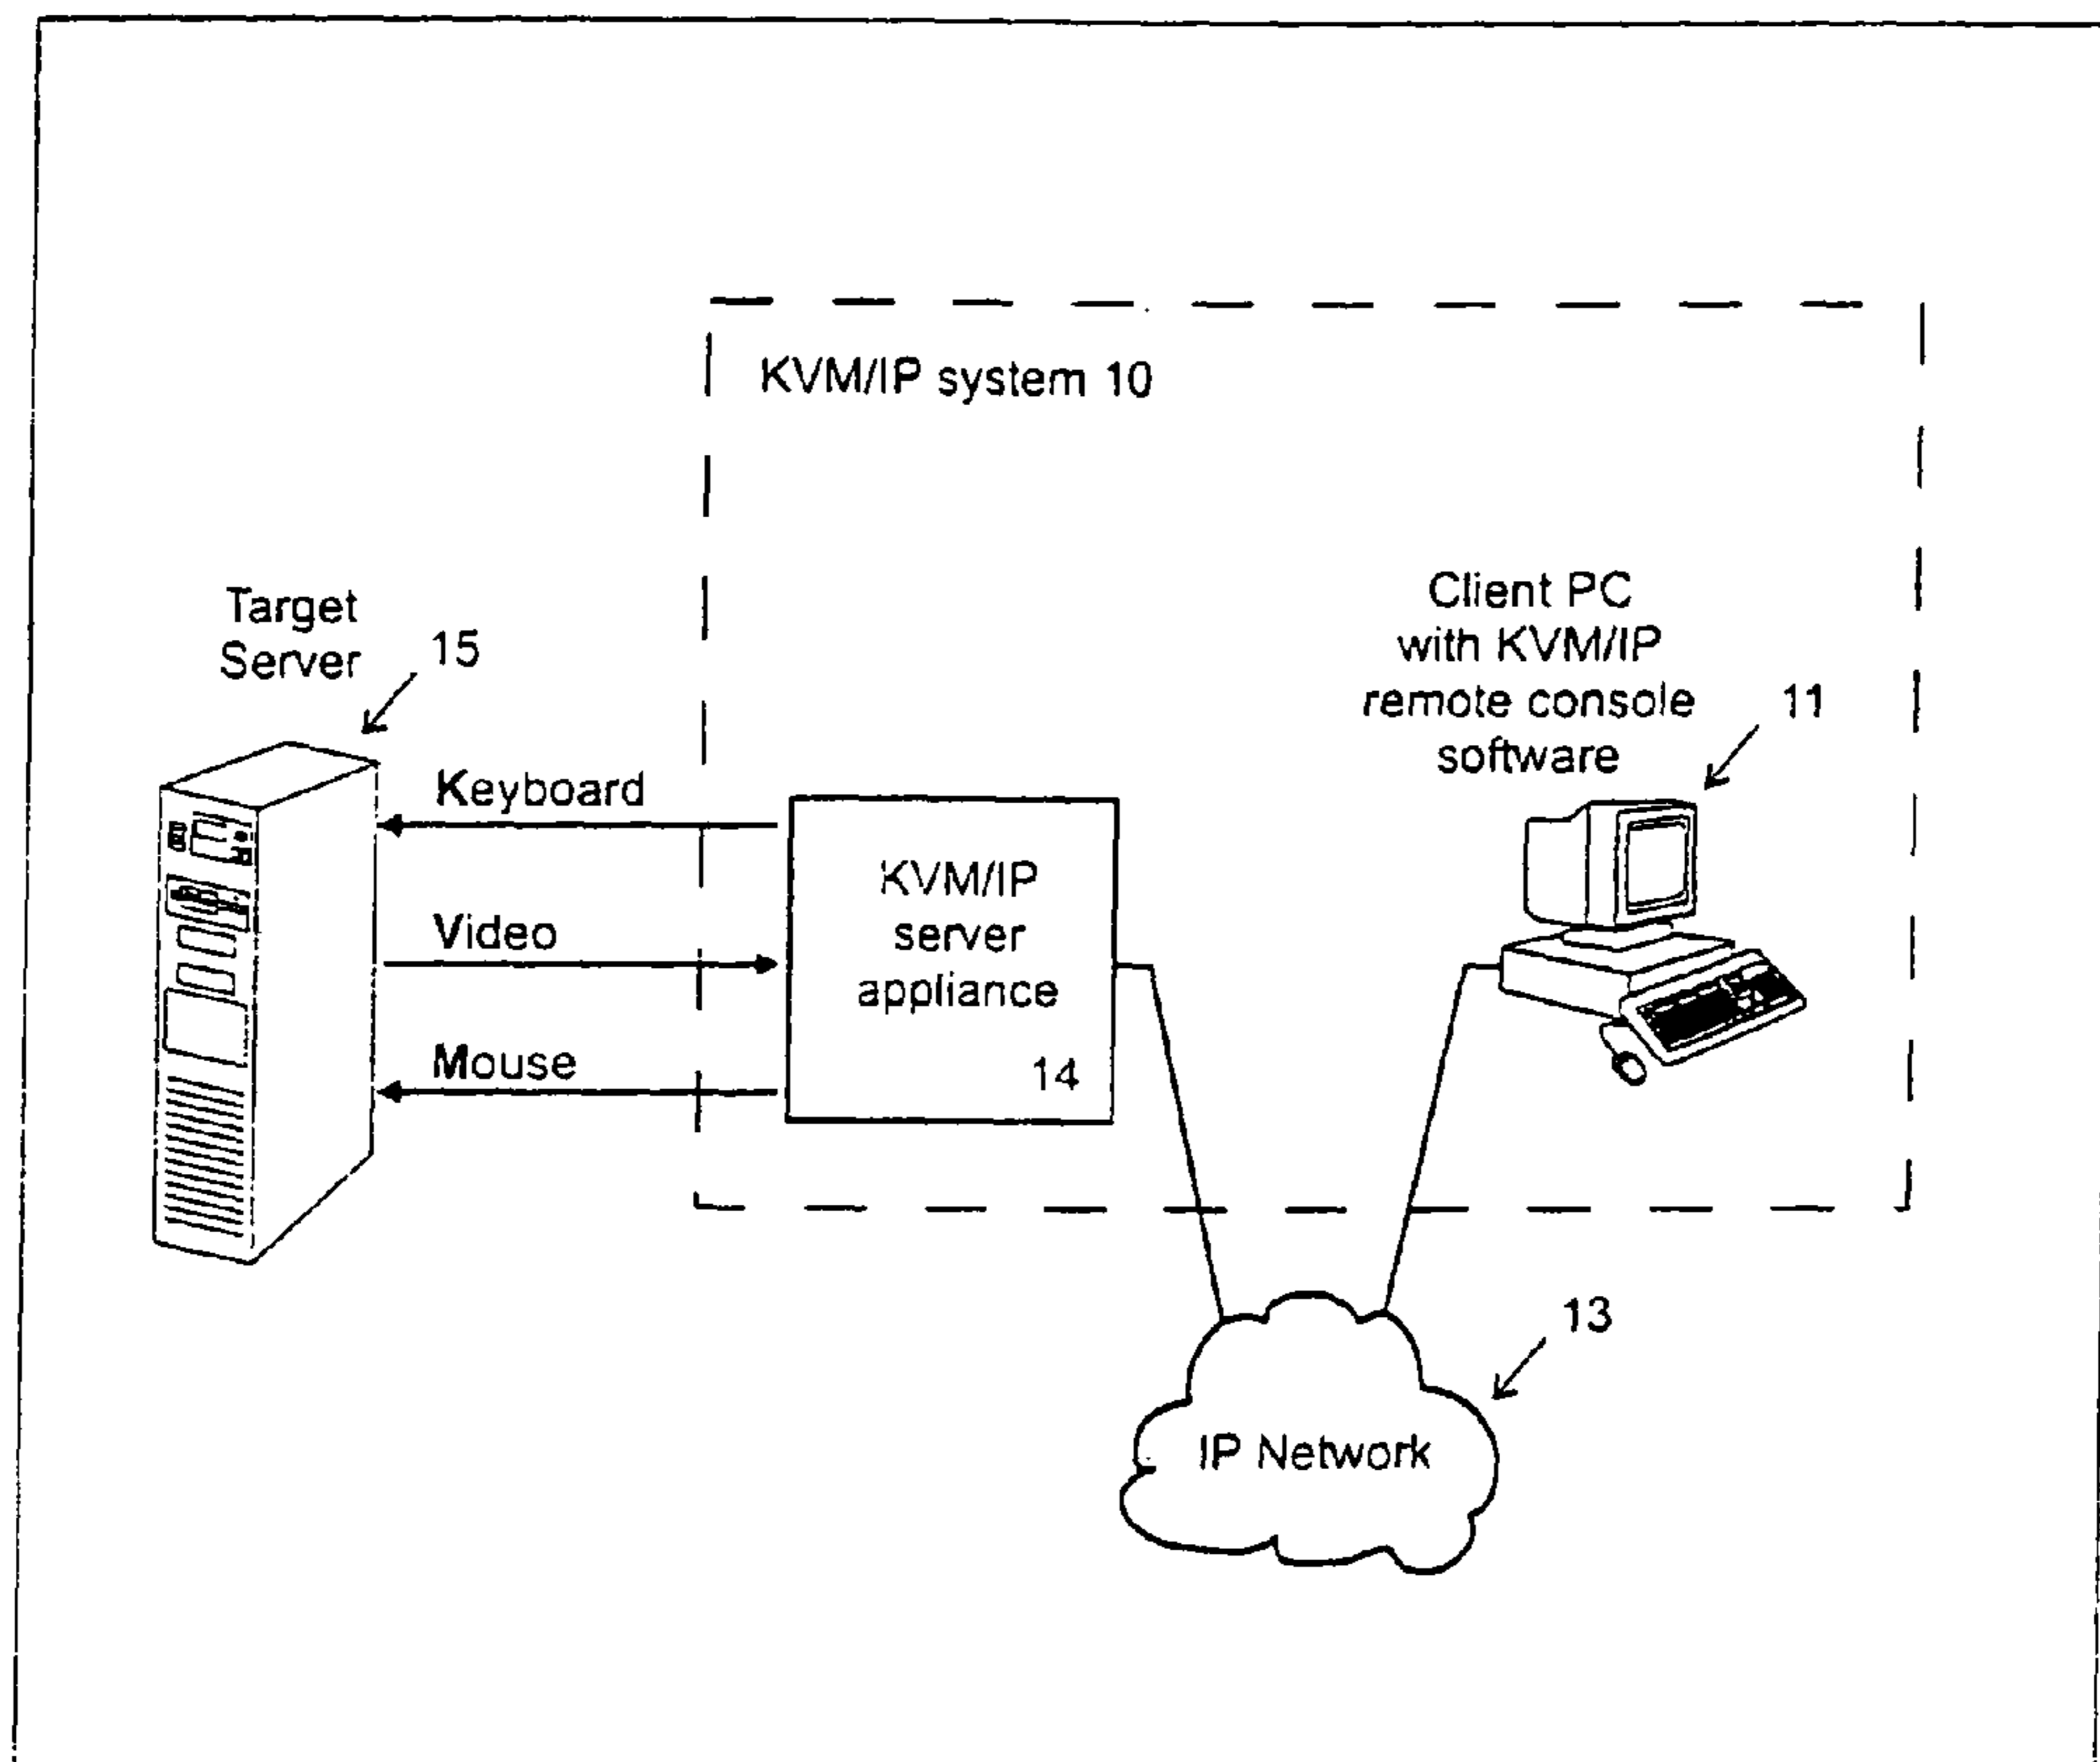 KVM/IP system 10
Target
Server
15
Client PC
with KVM/IP
remote console
software
11
Keyboard
Video
Mouse
KVM/IP
server
appliance
14
13
IP Network